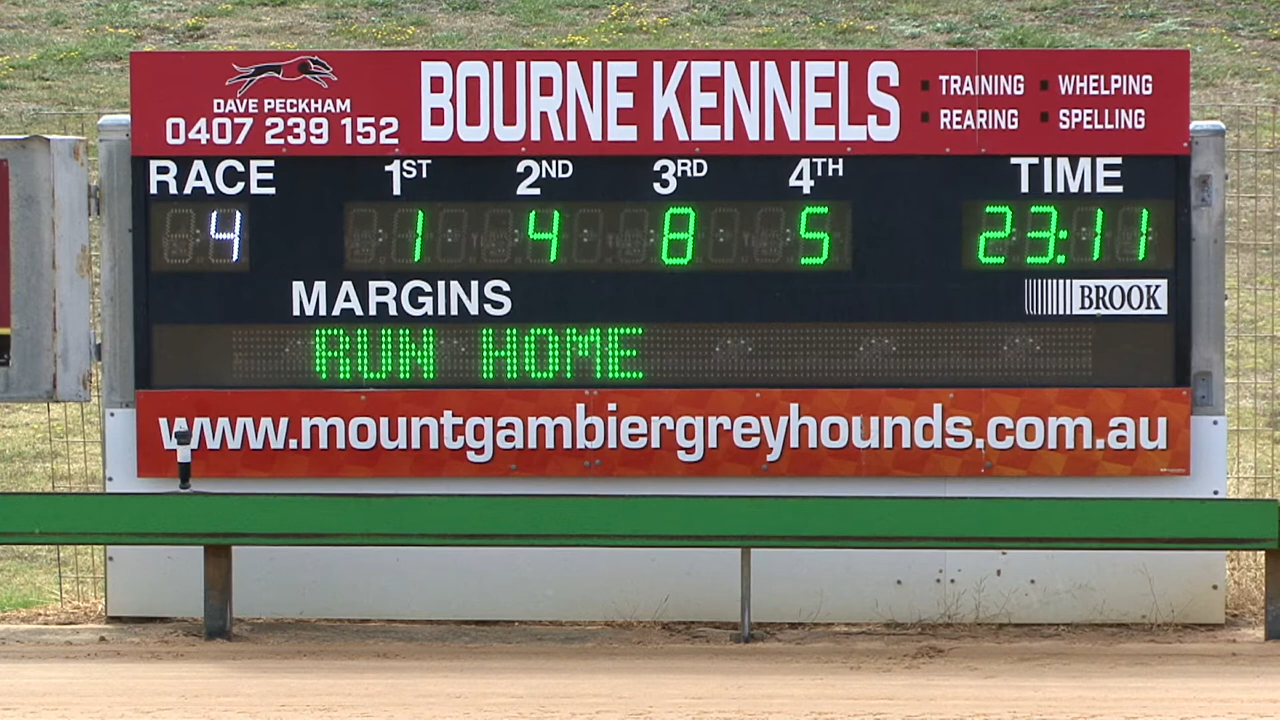 BOURNE KENNELS
DAVE PECKHAM
0407 239 152
TRAINING WHELPING
REARING SPELLING
RACE 1ST 2ND 3RD 4TH TIME
4 1 4 8 5 23:11
MARGINS
BROOK
RUN HOME
www.mountgambiergreyhounds.com.au